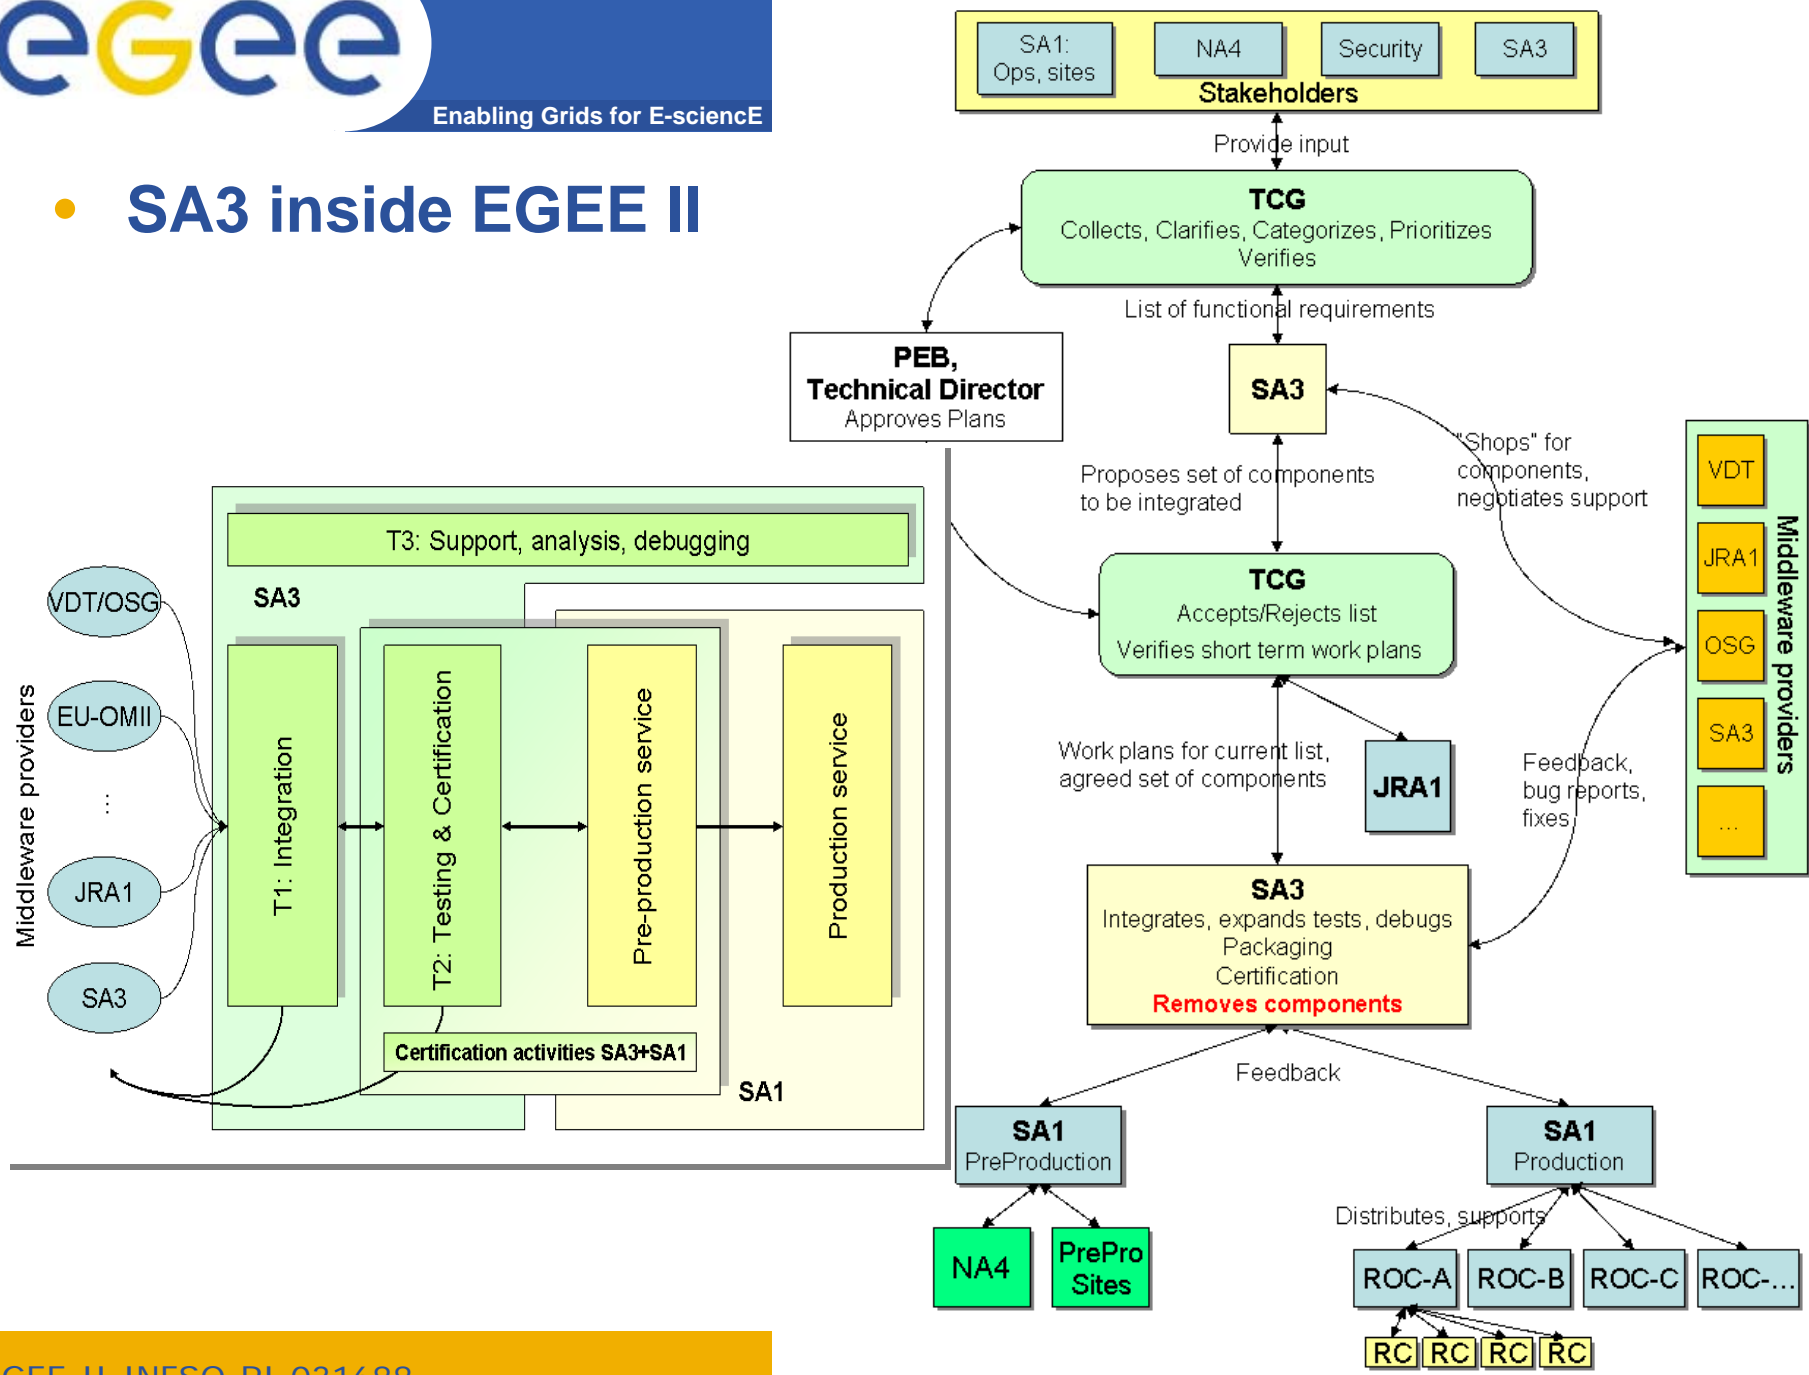 eGee
Enabling Grids for E-sciencE
• SA3 inside EGEE II
SA1:
Ops, sites
NA4
Security
SA3
Stakeholders
Provide input
TCG
Collects, Clarifies, Categorizes, Prioritizes
Verifies
List of functional requirements
PEB,
Technical Director
Approves Plans
SA3
"Shops" for
components,
negotiates support
Proposes set of components
to be integrated
TCG
Accepts/Rejects list
Verifies short term work plans
Work plans for current list,
agreed set of components
JRA1
Feedback,
bug reports,
fixes
VDT
JRA1
OSG
SA3
...
Middleware providers
SA3
Integrates, expands tests, debugs
Packaging
Certification
Removes components
Feedback
SA1
PreProduction
SA1
Production
NA4
PrePro
Sites
Distributes, supports
ROC-A
ROC-B
ROC-C
ROC-...
RC
RC
RC
RC
T3: Support, analysis, debugging
SA3
Middleware providers
VDT/OSG
EU-OMII
...
JRA1
SA3
T1: Integration
T2: Testing & Certification
Pre-production service
Production service
Certification activities SA3+SA1
SA1